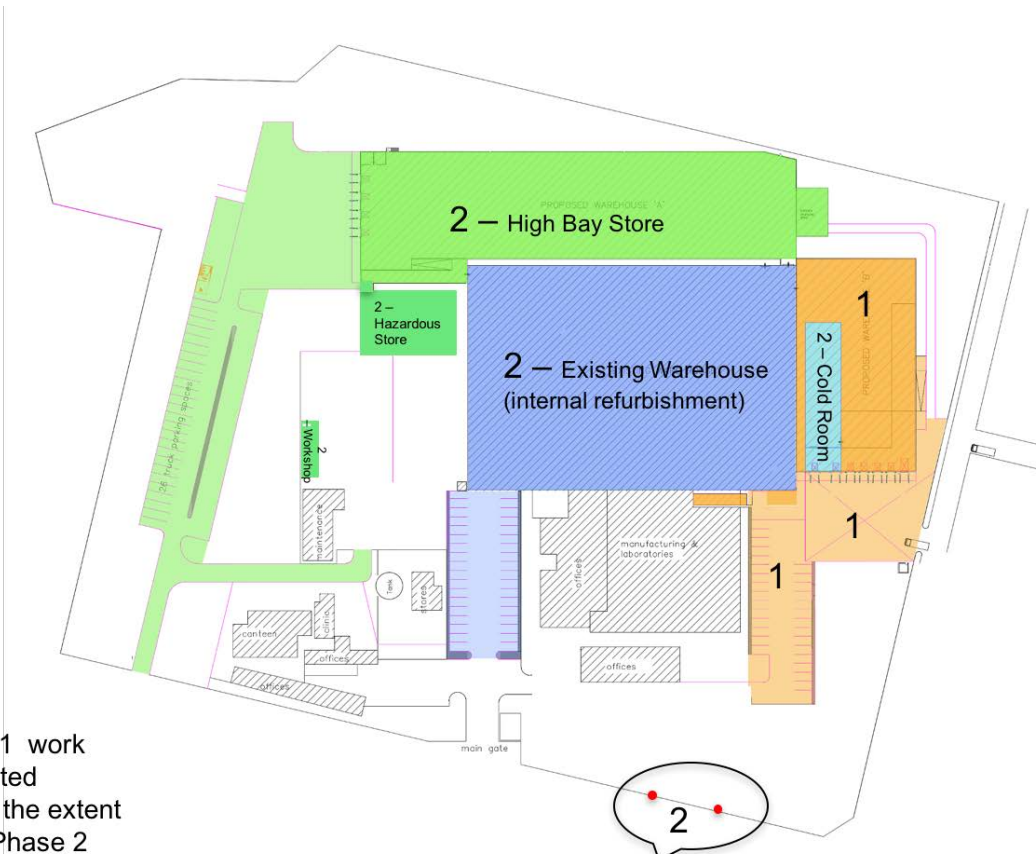 PROPOSED WAREHOUSE 'A'
2 – High Bay Store
2 –
Hazardous
Store
1
PROPOSED WAREHOUSE 'B'
2 – Cold Room
2 – Existing Warehouse
(internal refurbishment)
26 truck parking spaces
2
– Workshop
maintenance
manufacturing &
laboratories
offices
1
1
Tank
stores
clinic
canteen
offices
offices
offices
main gate
1 work
ted
the extent
Phase 2
2